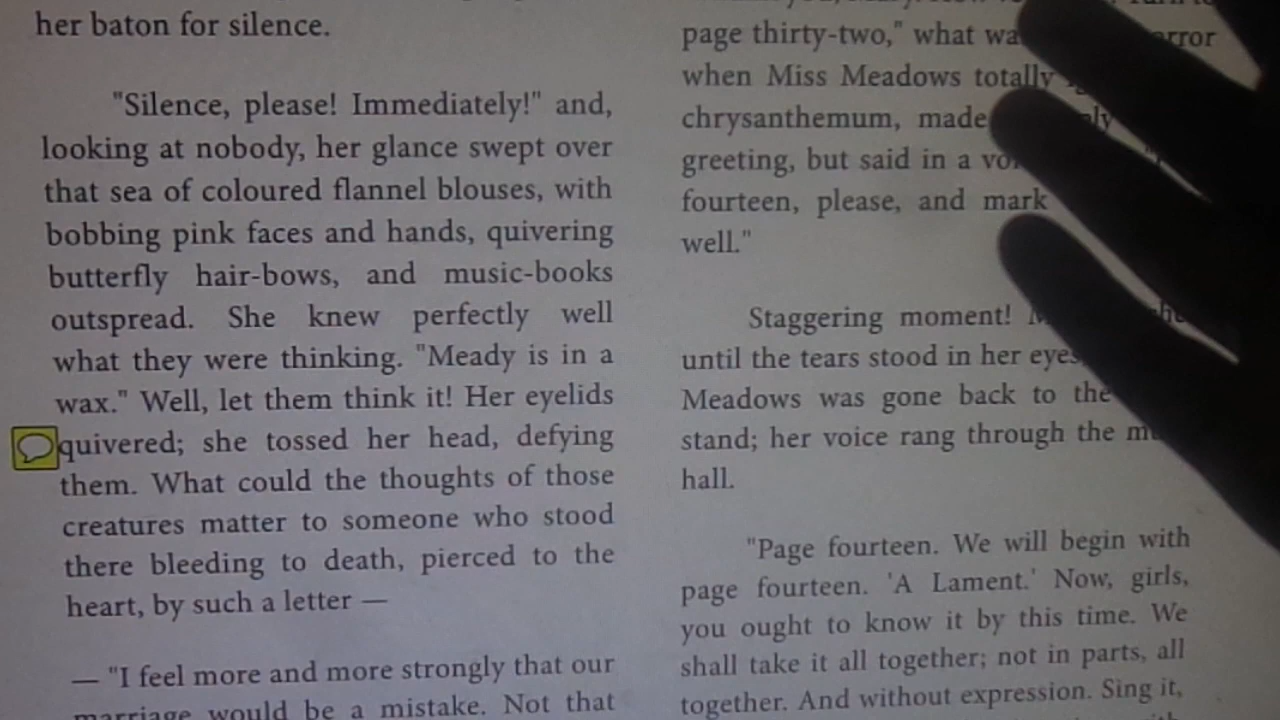 her baton for silence.
"Silence, please! Immediately!" and,
looking at nobody, her glance swept over
that sea of coloured flannel blouses, with
bobbing pink faces and hands, quivering
butterfly hair-bows, and music-books
outspread. She knew perfectly well
what they were thinking. "Meady is in a
wax." Well, let them think it! Her eyelids
quivered; she tossed her head, defying
them. What could the thoughts of those
creatures matter to someone who stood
there bleeding to death, pierced to the
heart, by such a letter —
— "I feel more and more strongly that our
marriage would be a mistake. Not that
page thirty-two," what
when Miss Meadows totally
chrysanthemum, made
greeting, but said in a
fourteen, please, and mark
well."
Staggering moment!
until the tears stood in her eyes
Meadows was gone back to the
stand; her voice rang through the
hall.
"Page fourteen. We will begin with
page fourteen. 'A Lament.' Now, girls,
you ought to know it by this time. We
shall take it all together; not in parts, all
together. And without expression. Sing it,